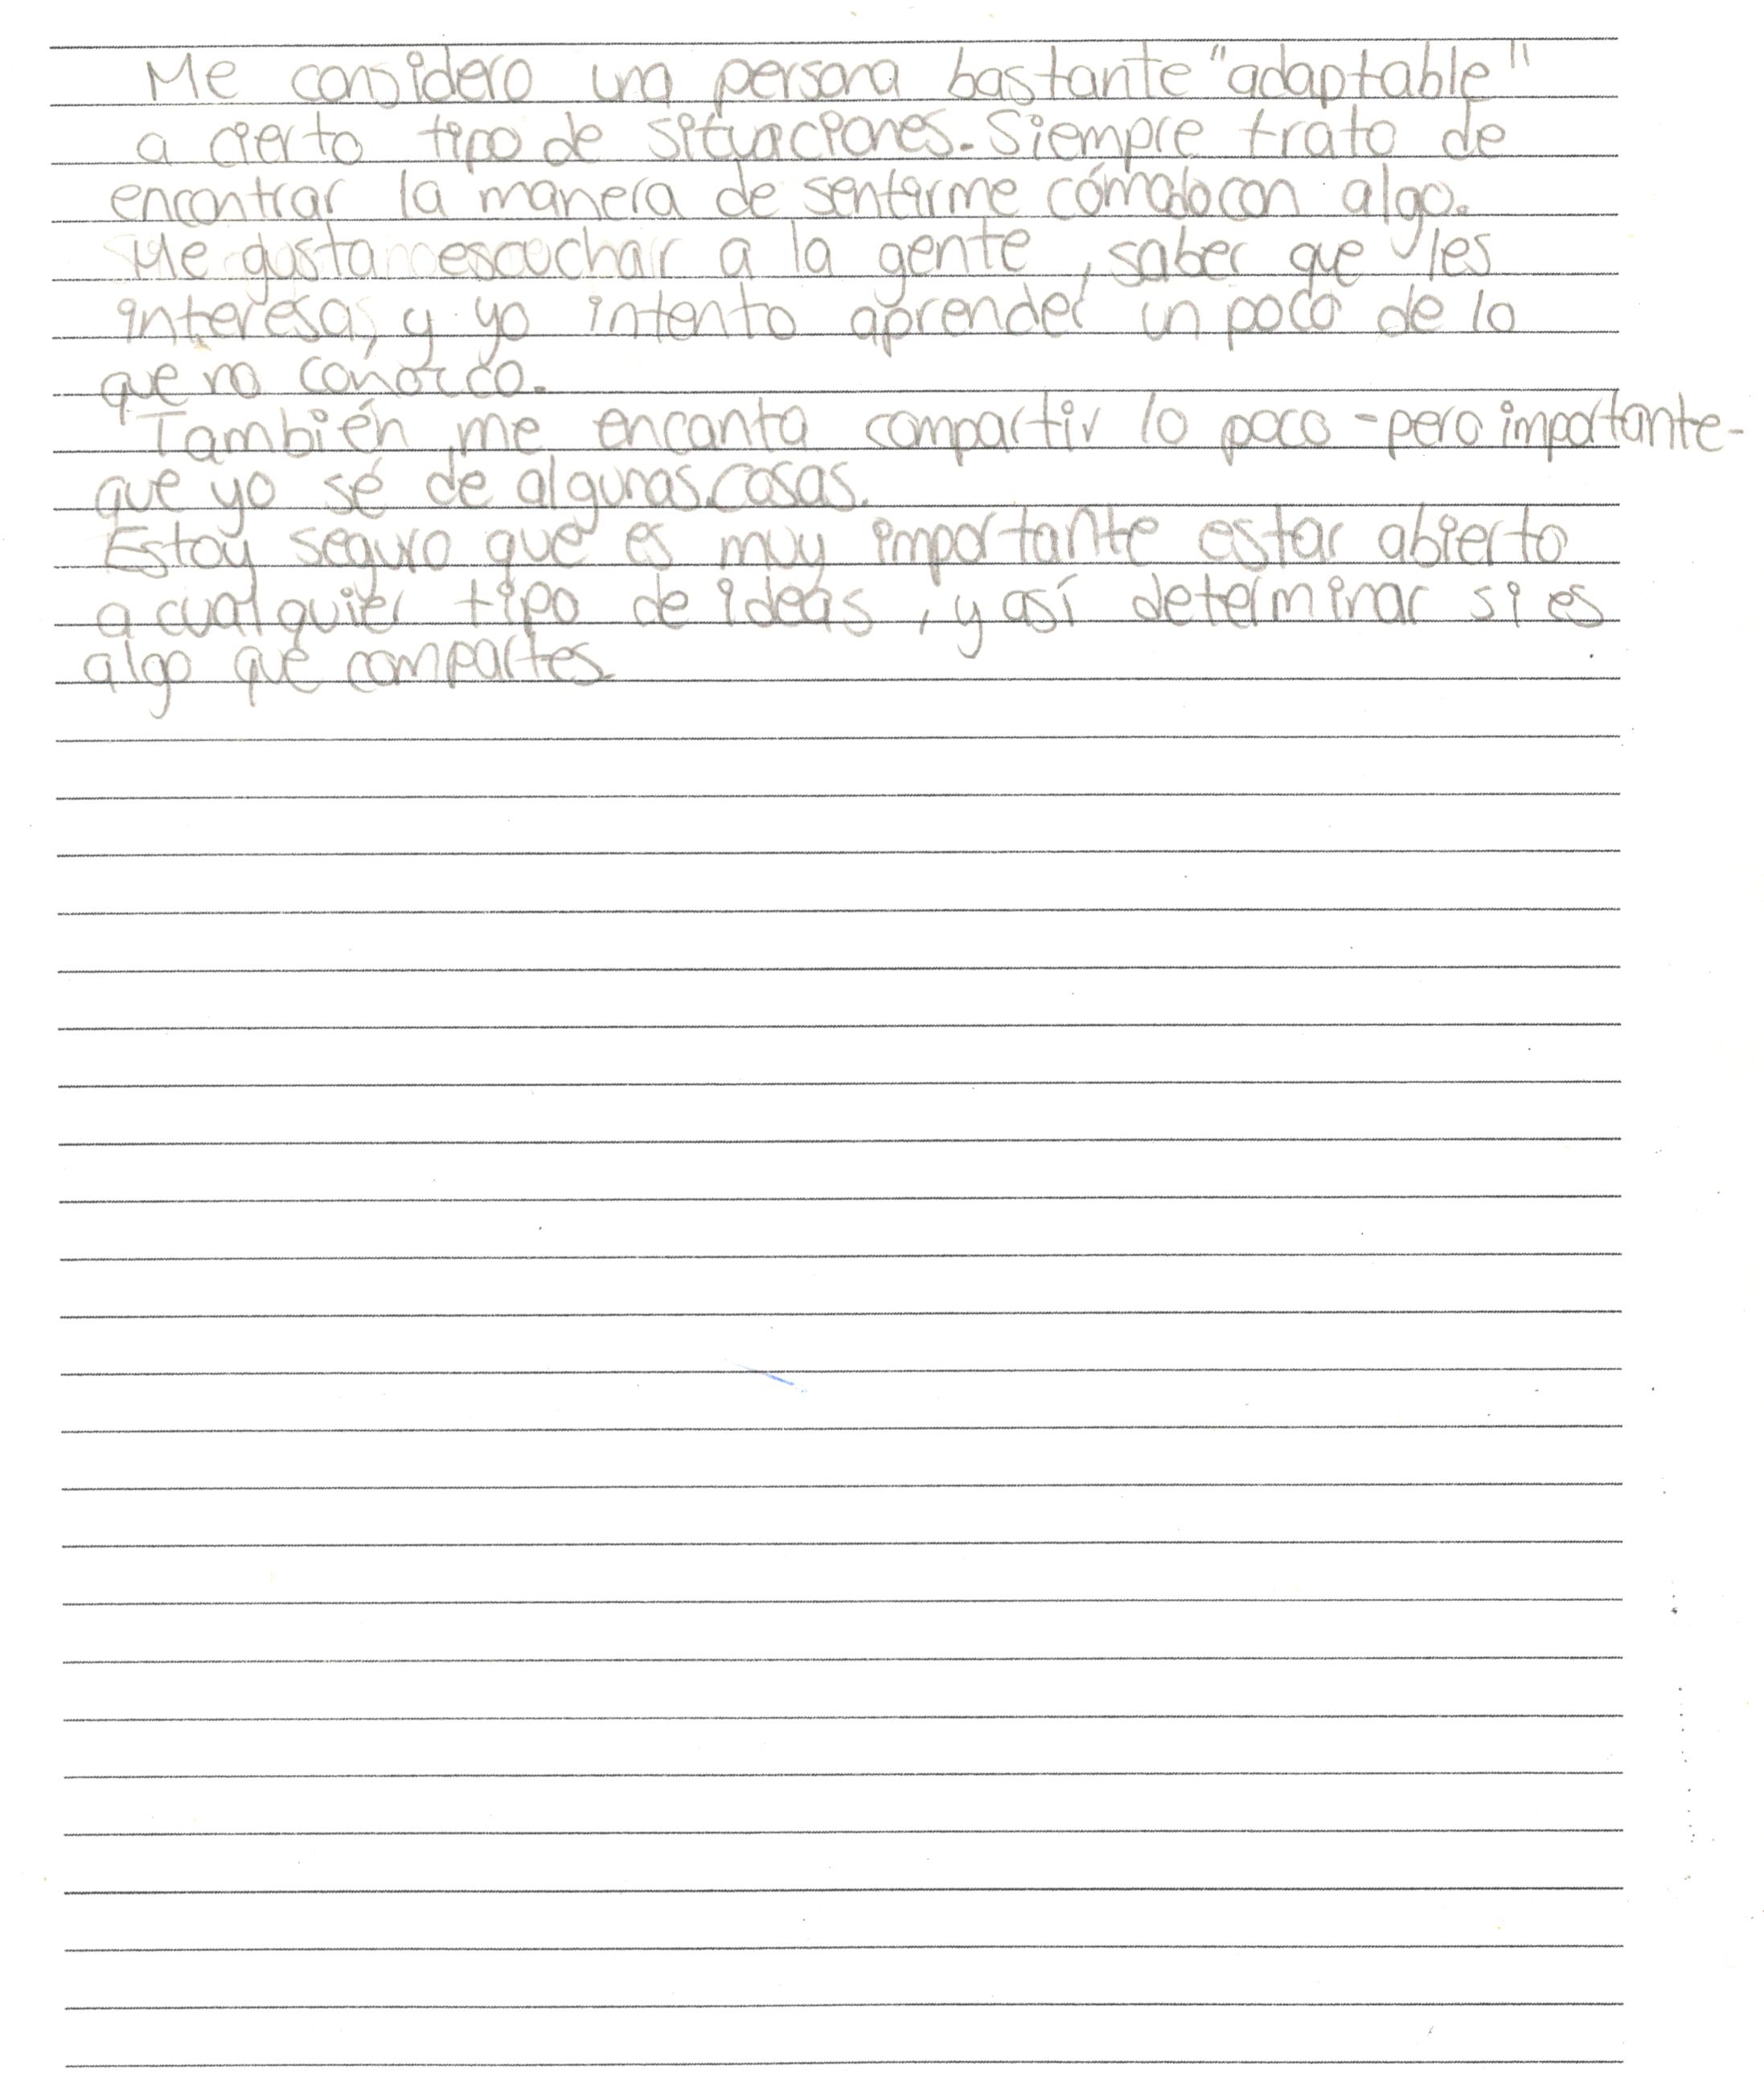 Me considero una persona bastante "adaptable"
a cierto tipo de situaciones. Siempre trato de
encontrar la manera de sentirme cómodo con algo.
Me gusta escuchar a la gente, saber que les
interesa, y yo intento aprender un poco de lo
que no conozco.
También me encanta compartir lo poco -pero importante-
que yo sé de algunas cosas.
Estoy seguro que es muy importante estar abierto
a cualquier tipo de ideas, y así determinar si es
algo que compartes